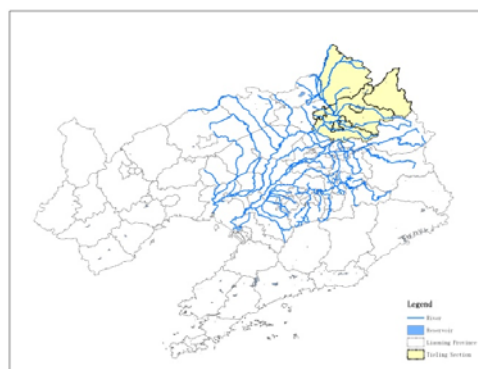 Legend
River
Reservoir
Liaoning Province
Tieling Section